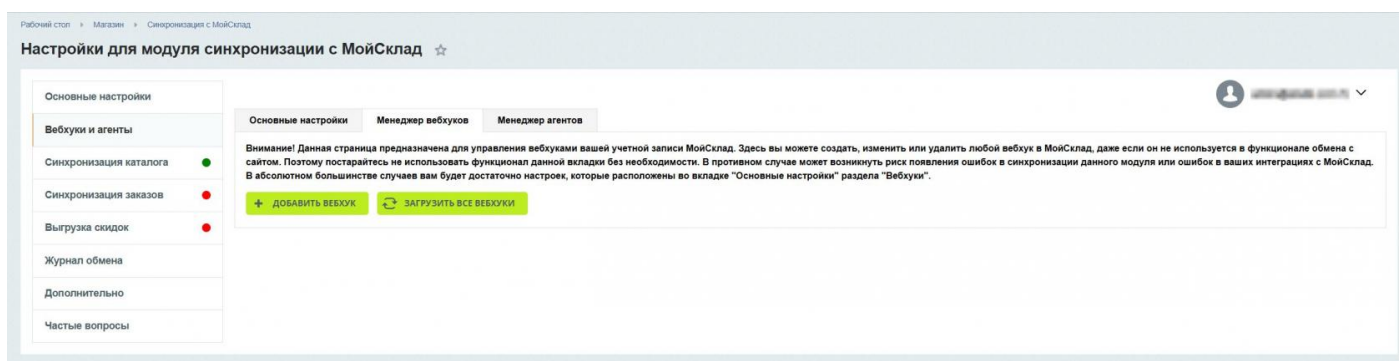 Рабочий стол Магазин Синхронизация с МойСклад
Настройки для модуля синхронизации с МойСклад
Основные настройки
Вебхуки и агенты
Синхронизация каталога
Синхронизация заказов
Выгрузка скидок
Журнал обмена
Дополнительно
Частые вопросы
Основные настройки Менеджер вебхуков Менеджер агентов
Внимание! Данная страница предназначена для управления вебхуками вашей учетной записи МойСклад. Здесь вы можете создать, изменить или удалить любой вебхук в МойСклад, даже если он не используется в функционале обмена с
сайтом. Поэтому постарайтесь не использовать функционал данной вкладки без необходимости. В противном случае может возникнуть риск появления ошибок в синхронизации данного модуля или ошибок в ваших интеграциях с МойСклад.
В абсолютном большинстве случаев вам будет достаточно настроек, которые расположены во вкладке "Основные настройки" раздела "Вебхуки".
+ ДОБАВИТЬ ВЕБХУК ЗАГРУЗИТЬ ВСЕ ВЕБХУКИ